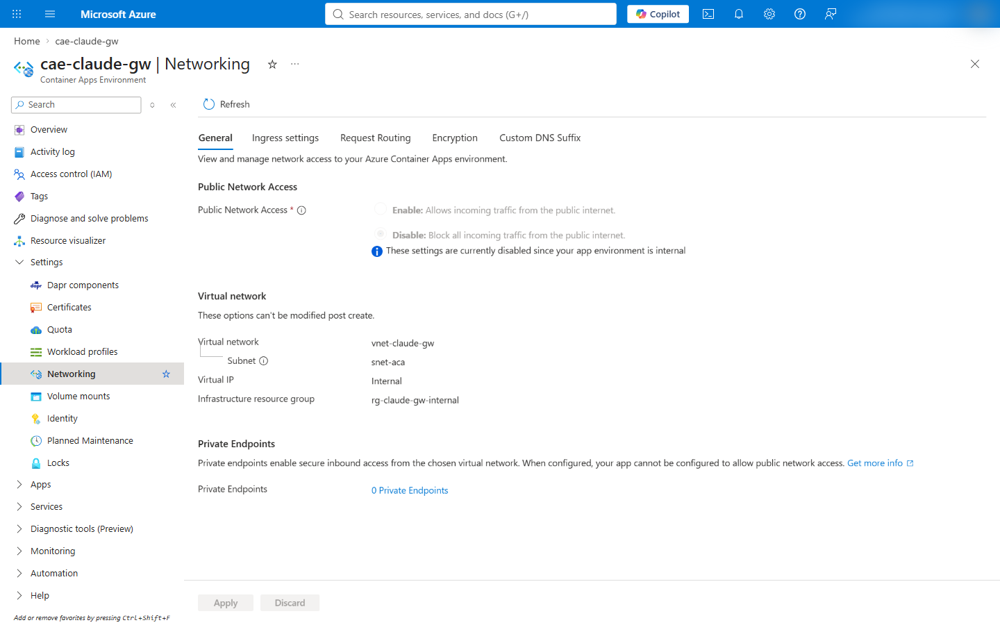 Microsoft Azure
Search resources, services, and docs (G+/)
Copilot
Home > cae-claude-gw
cae-claude-gw | Networking
Container Apps Environment
Search
Refresh
Overview
Activity log
Access control (IAM)
Tags
Diagnose and solve problems
Resource visualizer
Settings
dapr Dapr components
Certificates
Quota
Workload profiles
Networking
Volume mounts
Identity
Planned Maintenance
Locks
Apps
Services
Diagnostic tools (Preview)
Monitoring
Automation
Help
Add or remove favorites by pressing Ctrl+Shift+F
General Ingress settings Request Routing Encryption Custom DNS Suffix
View and manage network access to your Azure Container Apps environment.
Public Network Access
Public Network Access *
Enable: Allows incoming traffic from the public internet.
Disable: Block all incoming traffic from the public internet.
These settings are currently disabled since your app environment is internal
Virtual network
These options can't be modified post create.
Virtual network vnet-claude-gw
Subnet snet-aca
Virtual IP Internal
Infrastructure resource group rg-claude-gw-internal
Private Endpoints
Private endpoints enable secure inbound access from the chosen virtual network. When configured, your app cannot be configured to allow public network access. Get more info
Private Endpoints 0 Private Endpoints
Apply Discard